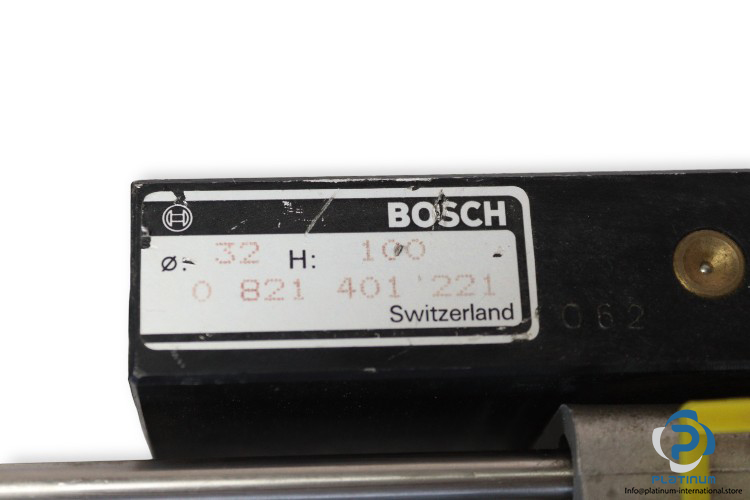 BOSCH
ø: 32 H: 100
0 821 401 221
Switzerland
062
PLATINUM
Info@platinum-international.store